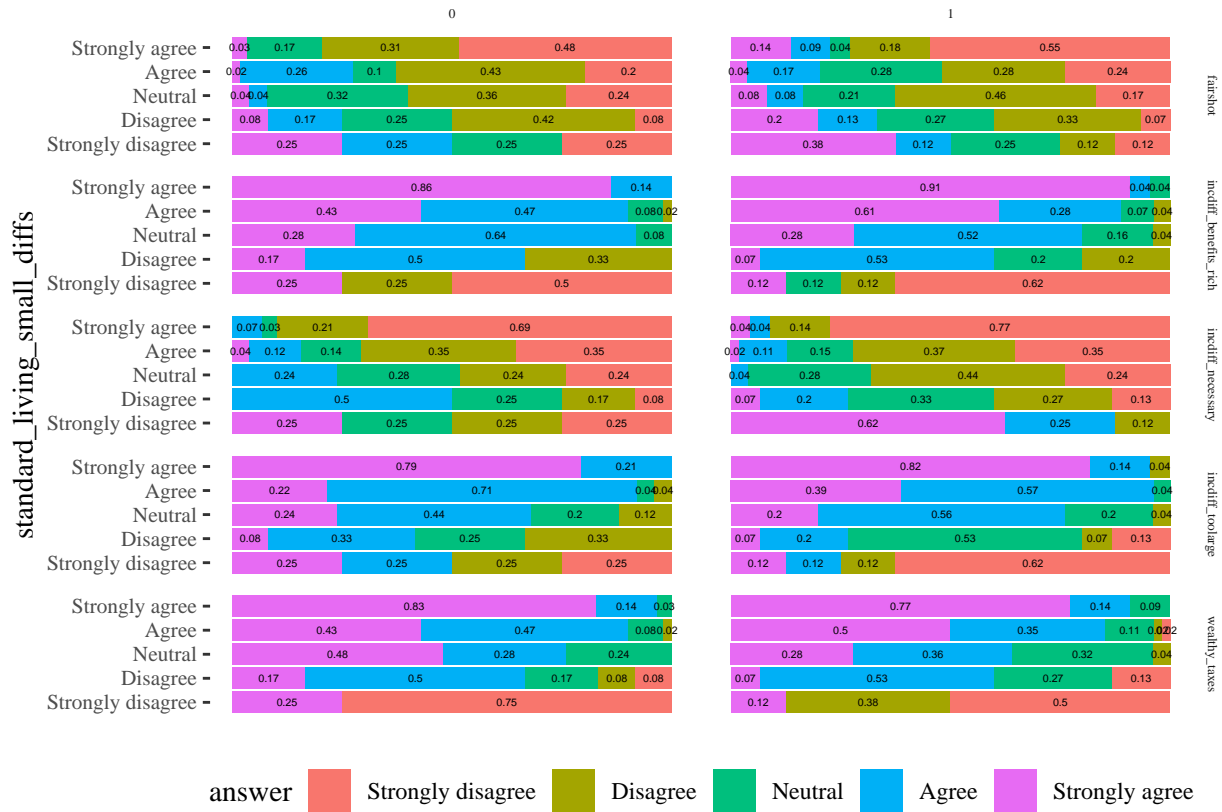 0 1
Strongly agree 0.03 0.17 0.31 0.48 0.14 0.09 0.04 0.18 0.55
Agree 0.02 0.26 0.1 0.43 0.2 0.04 0.17 0.28 0.28 0.24
Neutral 0.04 0.04 0.32 0.36 0.24 0.08 0.08 0.21 0.46 0.17
Disagree 0.08 0.17 0.25 0.42 0.08 0.2 0.13 0.27 0.33 0.07
Strongly disagree 0.25 0.25 0.25 0.25 0.38 0.12 0.25 0.12 0.12
fairshot
Strongly agree 0.86 0.14 0.91 0.04 0.04
Agree 0.43 0.47 0.08 0.02 0.61 0.28 0.07 0.04
Neutral 0.28 0.64 0.08 0.28 0.52 0.16 0.04
Disagree 0.17 0.5 0.33 0.07 0.53 0.2 0.2
Strongly disagree 0.25 0.25 0.5 0.12 0.12 0.12 0.62
incdiff_benefits_rich
standard_living_small_diffs
Strongly agree 0.07 0.03 0.21 0.69 0.04 0.04 0.14 0.77
Agree 0.04 0.12 0.14 0.35 0.35 0.02 0.11 0.15 0.37 0.35
Neutral 0.24 0.28 0.24 0.24 0.04 0.28 0.44 0.24
Disagree 0.5 0.25 0.17 0.08 0.07 0.2 0.33 0.27 0.13
Strongly disagree 0.25 0.25 0.25 0.25 0.62 0.25 0.12
incdiff_necessary
Strongly agree 0.79 0.21 0.82 0.14 0.04
Agree 0.22 0.71 0.04 0.04 0.39 0.57 0.04
Neutral 0.24 0.44 0.2 0.12 0.2 0.56 0.2 0.04
Disagree 0.08 0.33 0.25 0.33 0.07 0.2 0.53 0.07 0.13
Strongly disagree 0.25 0.25 0.25 0.25 0.12 0.12 0.12 0.62
incdiff_toolarge
Strongly agree 0.83 0.14 0.03 0.77 0.14 0.09
Agree 0.43 0.47 0.08 0.02 0.5 0.35 0.11 0.02 0.02
Neutral 0.48 0.28 0.24 0.28 0.36 0.32 0.04
Disagree 0.17 0.5 0.17 0.08 0.08 0.07 0.53 0.27 0.13
Strongly disagree 0.25 0.75 0.12 0.38 0.5
wealthy_taxes
answer Strongly disagree Disagree Neutral Agree Strongly agree